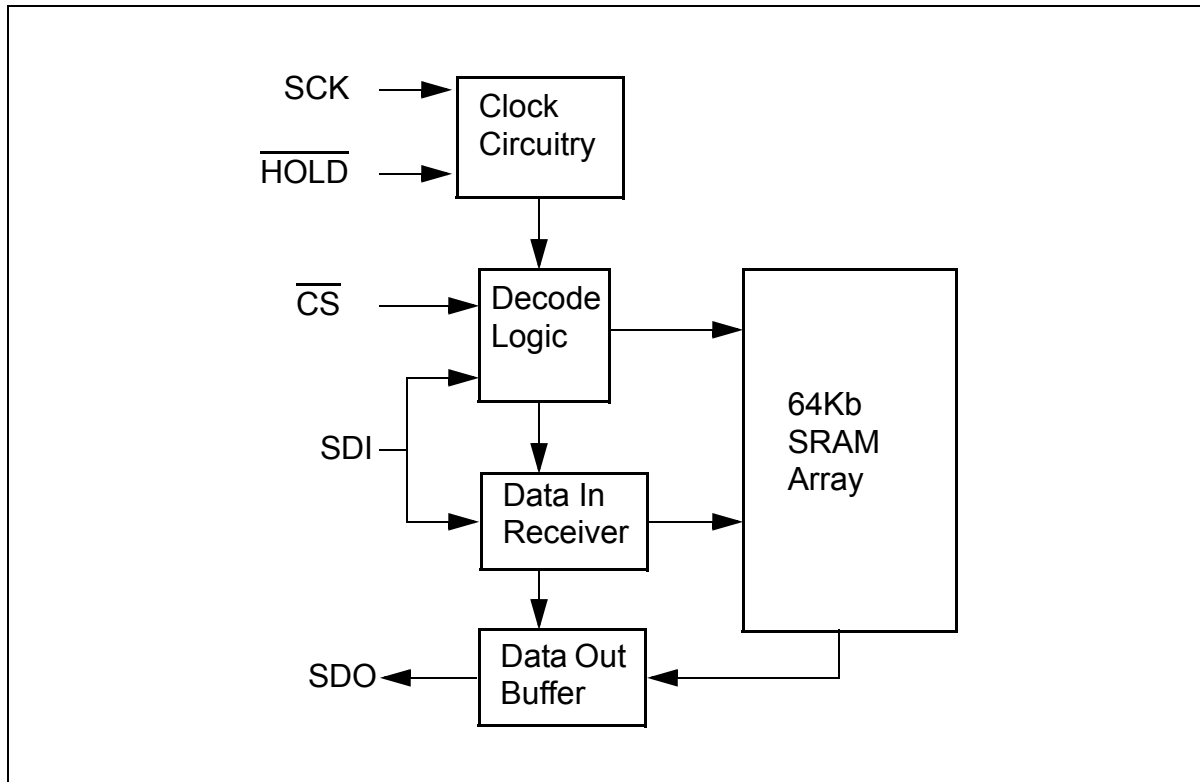 SCK
Clock
Circuitry
HOLD
CS
Decode
Logic
64Kb
SRAM
Array
SDI
Data In
Receiver
SDO
Data Out
Buffer